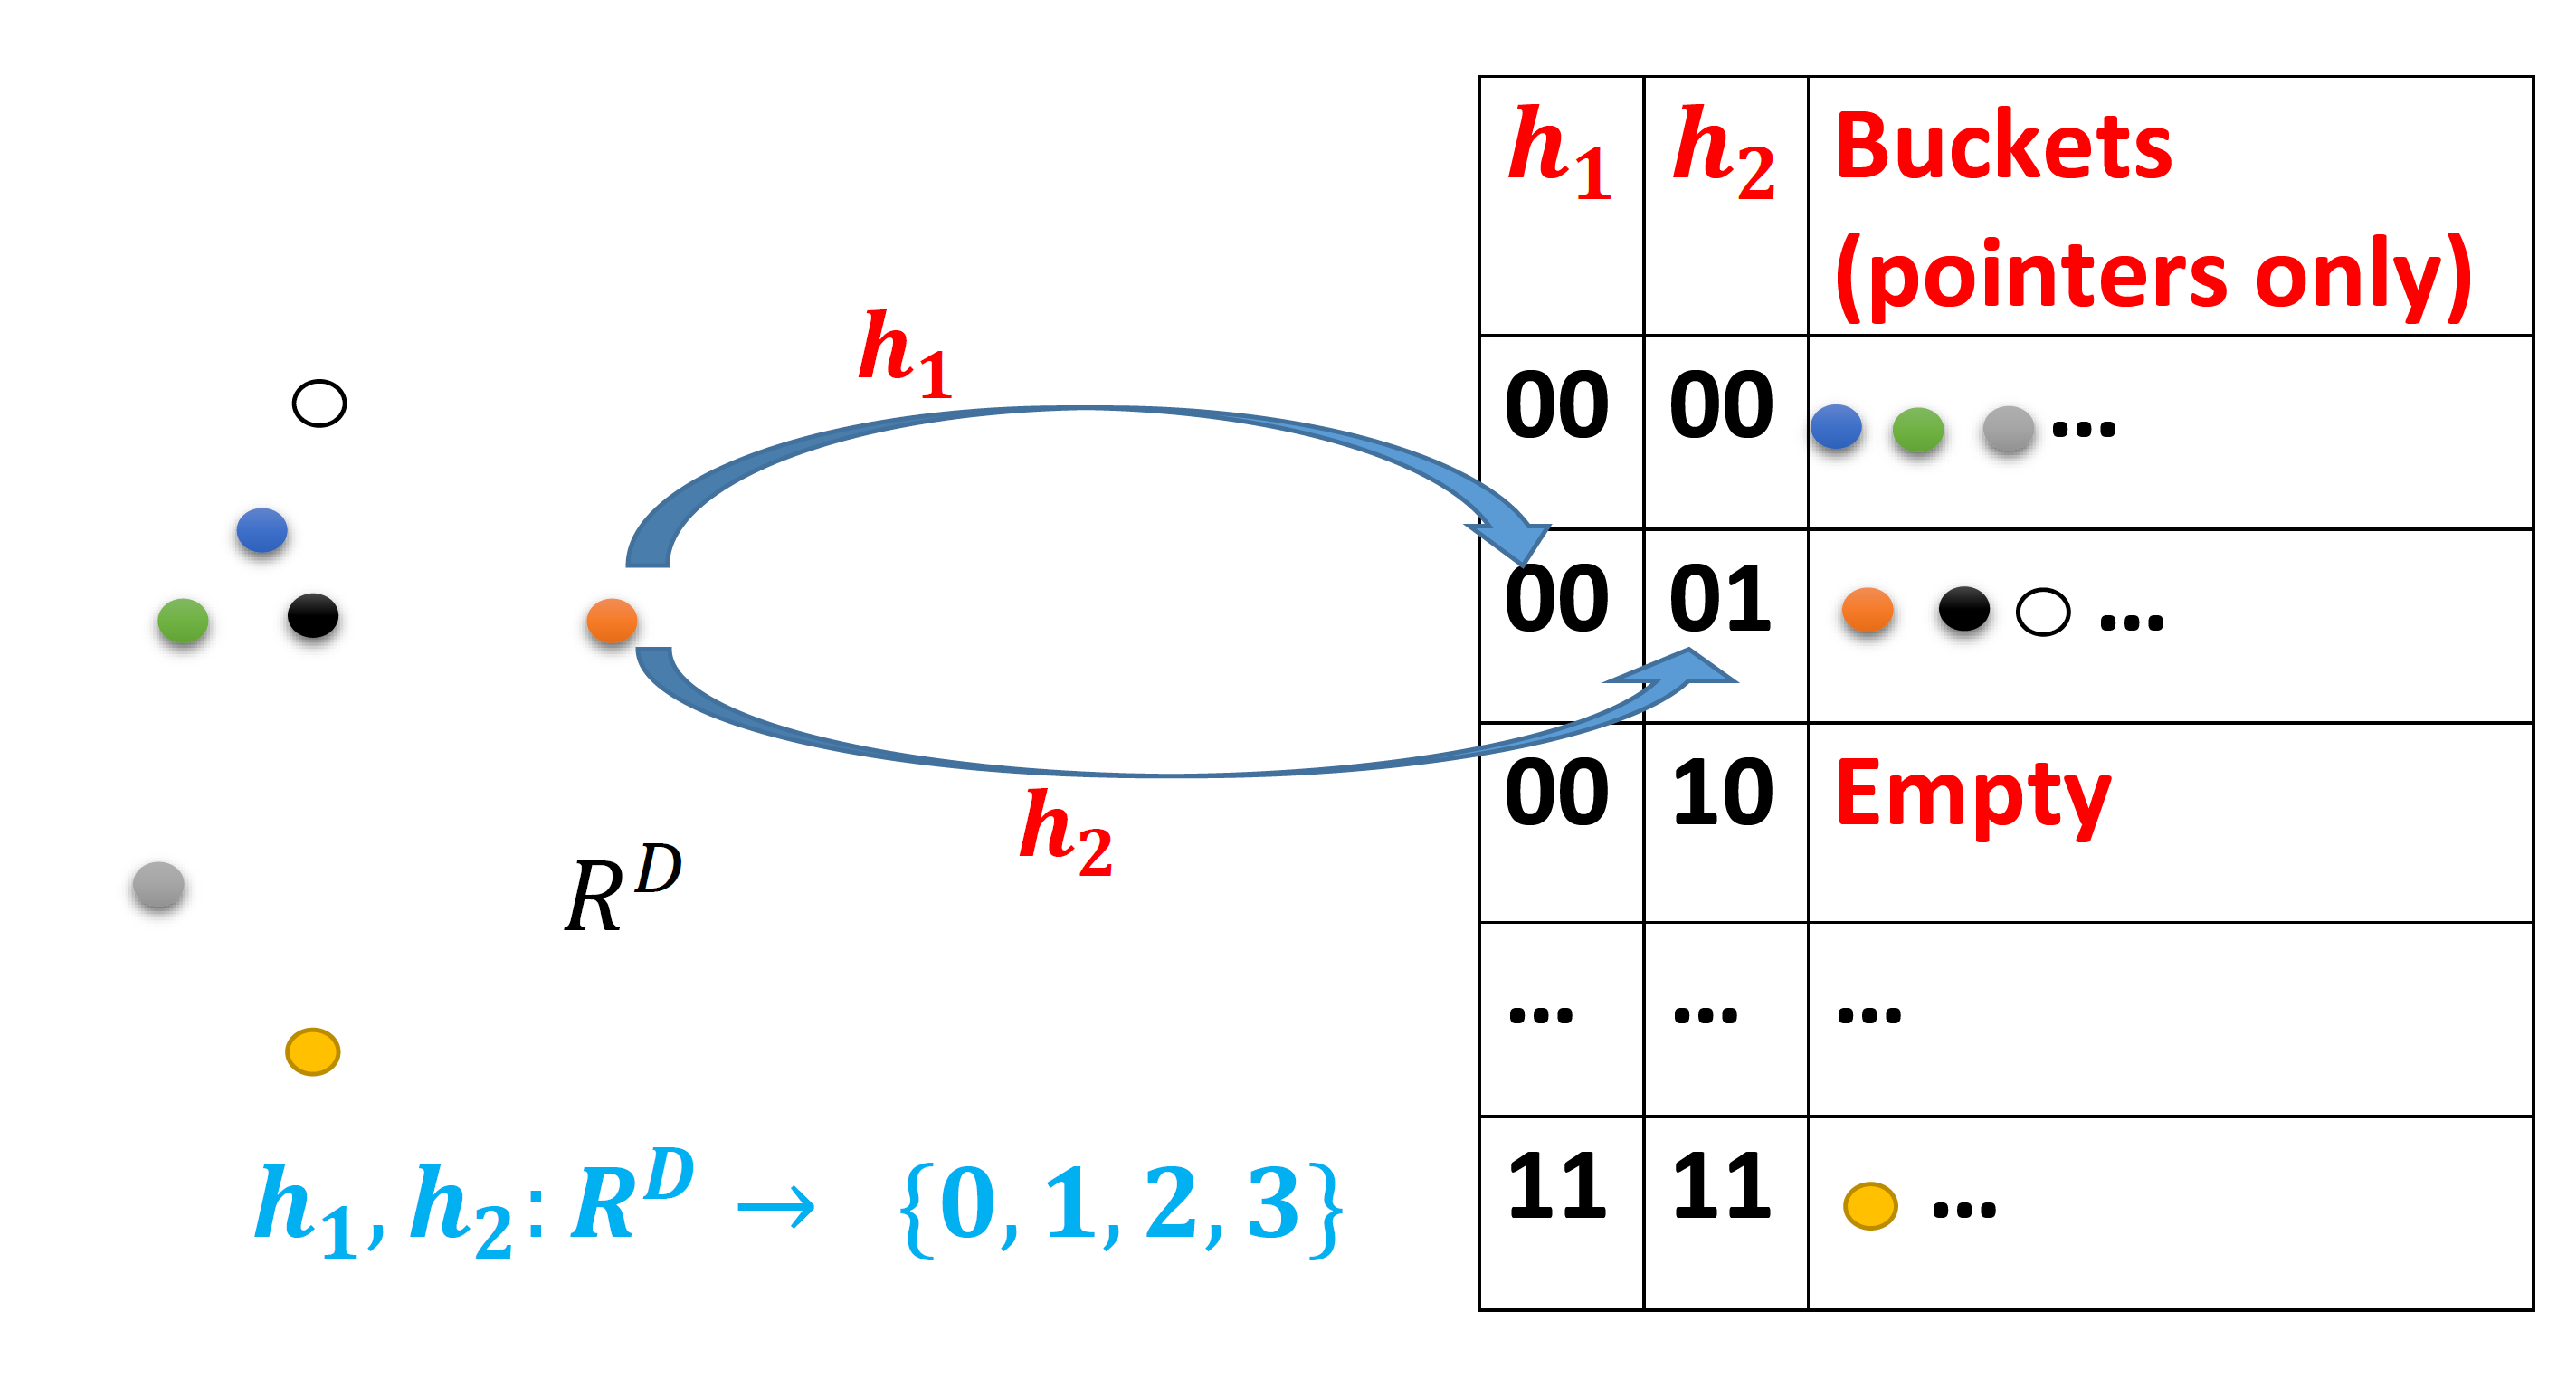 h₁ h₂ Buckets
(pointers only)
h₁
00 00 ...
00 01 ...
h₂
00 10 Empty
R^D
... ... ...
h₁, h₂: R^D → {0, 1, 2, 3}
11 11 ...